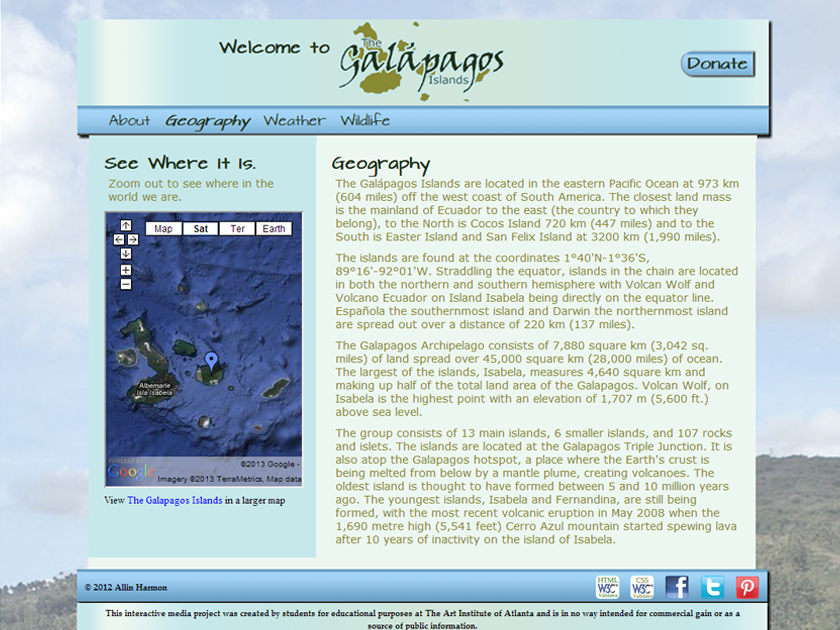 Welcome to
The
Galápagos
Islands
Donate
About Geography Weather Wildlife
See Where It Is.
Zoom out to see where in the
world we are.
Map Sat Ter Earth
Albemarle
Isla Isabela
POWERED BY
Google
©2013 Google -
Imagery ©2013 TerraMetrics, Map data
View The Galapagos Islands in a larger map
Geography
The Galápagos Islands are located in the eastern Pacific Ocean at 973 km
(604 miles) off the west coast of South America. The closest land mass
is the mainland of Ecuador to the east (the country to which they
belong), to the North is Cocos Island 720 km (447 miles) and to the
South is Easter Island and San Felix Island at 3200 km (1,990 miles).
The islands are found at the coordinates 1°40'N-1°36'S,
89°16'-92°01'W. Straddling the equator, islands in the chain are located
in both the northern and southern hemisphere with Volcan Wolf and
Volcano Ecuador on Island Isabela being directly on the equator line.
Española the southernmost island and Darwin the northernmost island
are spread out over a distance of 220 km (137 miles).
The Galapagos Archipelago consists of 7,880 square km (3,042 sq.
miles) of land spread over 45,000 square km (28,000 miles) of ocean.
The largest of the islands, Isabela, measures 4,640 square km and
making up half of the total land area of the Galapagos. Volcan Wolf, on
Isabela is the highest point with an elevation of 1,707 m (5,600 ft.)
above sea level.
The group consists of 13 main islands, 6 smaller islands, and 107 rocks
and islets. The islands are located at the Galapagos Triple Junction. It is
also atop the Galapagos hotspot, a place where the Earth's crust is
being melted from below by a mantle plume, creating volcanoes. The
oldest island is thought to have formed between 5 and 10 million years
ago. The youngest islands, Isabela and Fernandina, are still being
formed, with the most recent volcanic eruption in May 2008 when the
1,690 metre high (5,541 feet) Cerro Azul mountain started spewing lava
after 10 years of inactivity on the island of Isabela.
© 2012 Allin Harmon
HTML
W3C
Validator
CSS
W3C
Validator
This interactive media project was created by students for educational purposes at The Art Institute of Atlanta and is in no way intended for commercial gain or as a
source of public information.